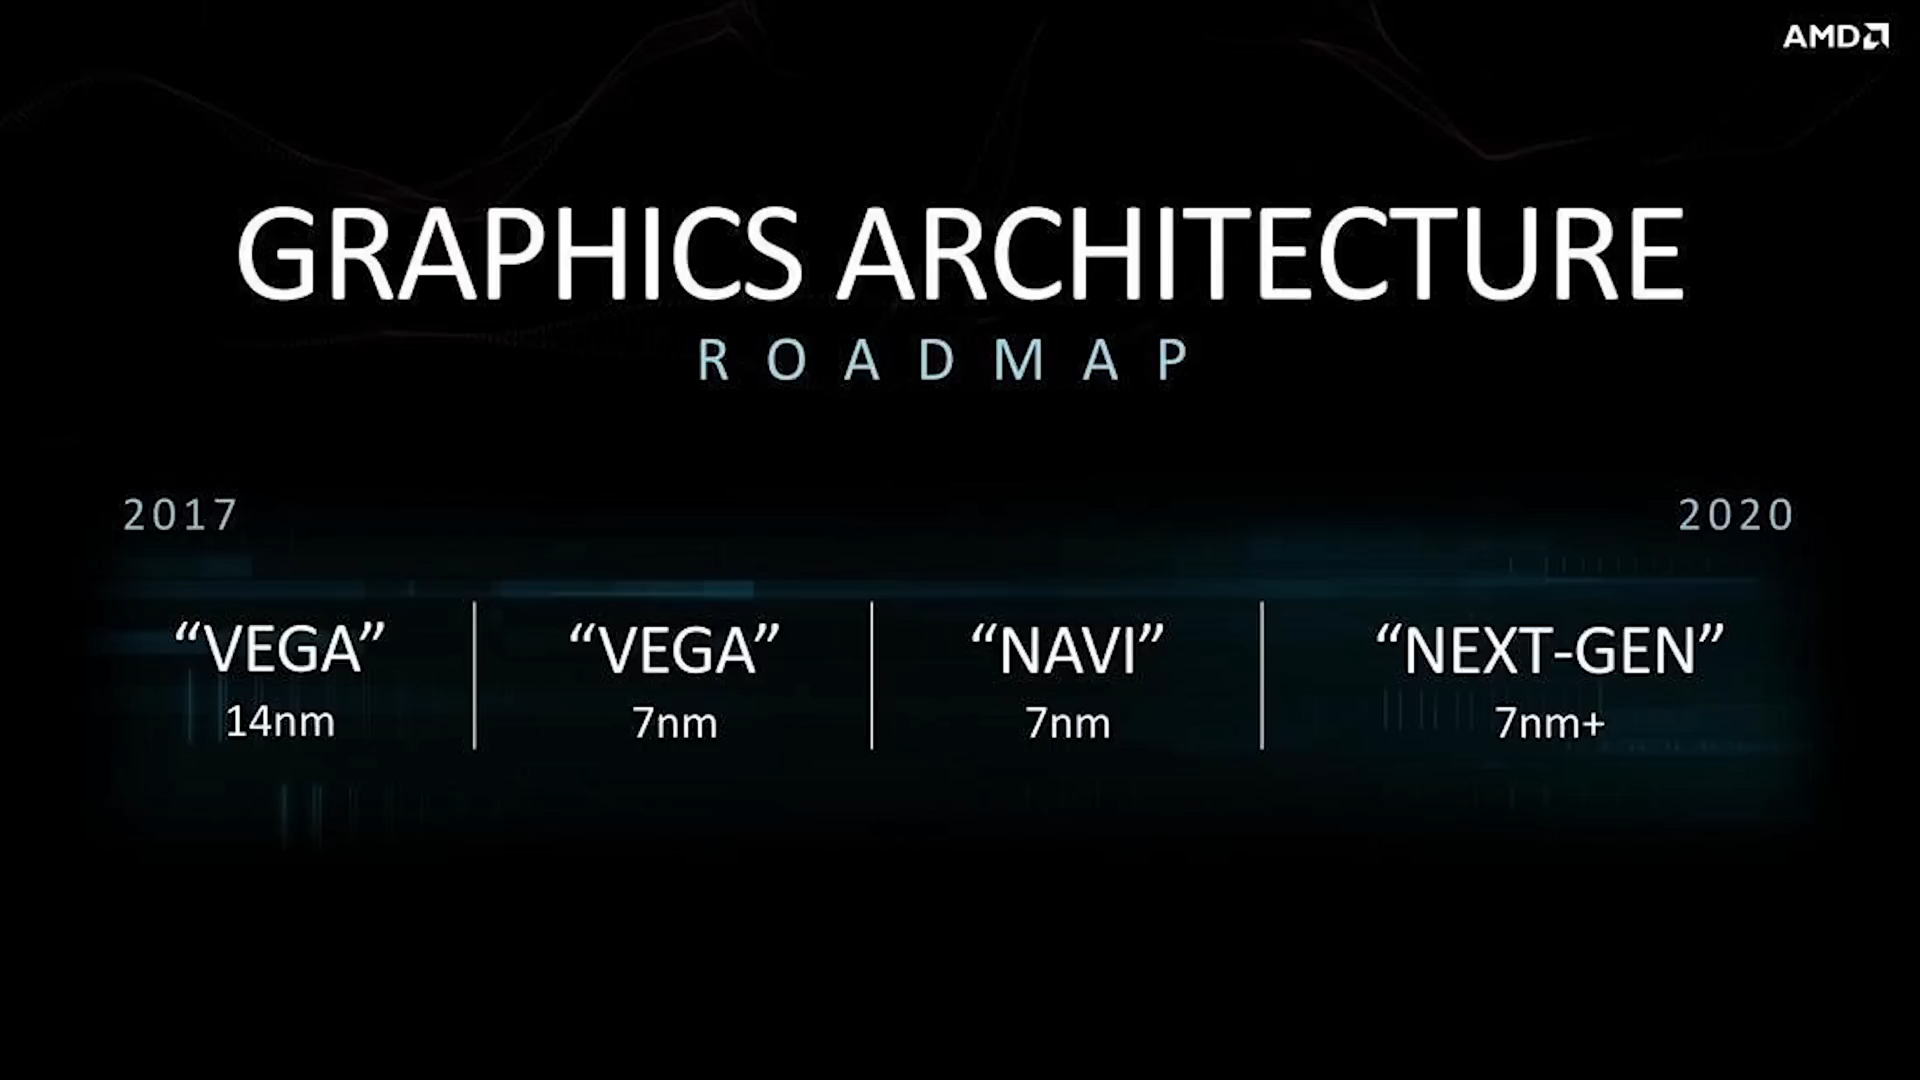 AMD
GRAPHICS ARCHITECTURE
ROADMAP
2017 2020
“VEGA” “VEGA” “NAVI” “NEXT-GEN”
14nm 7nm 7nm 7nm+